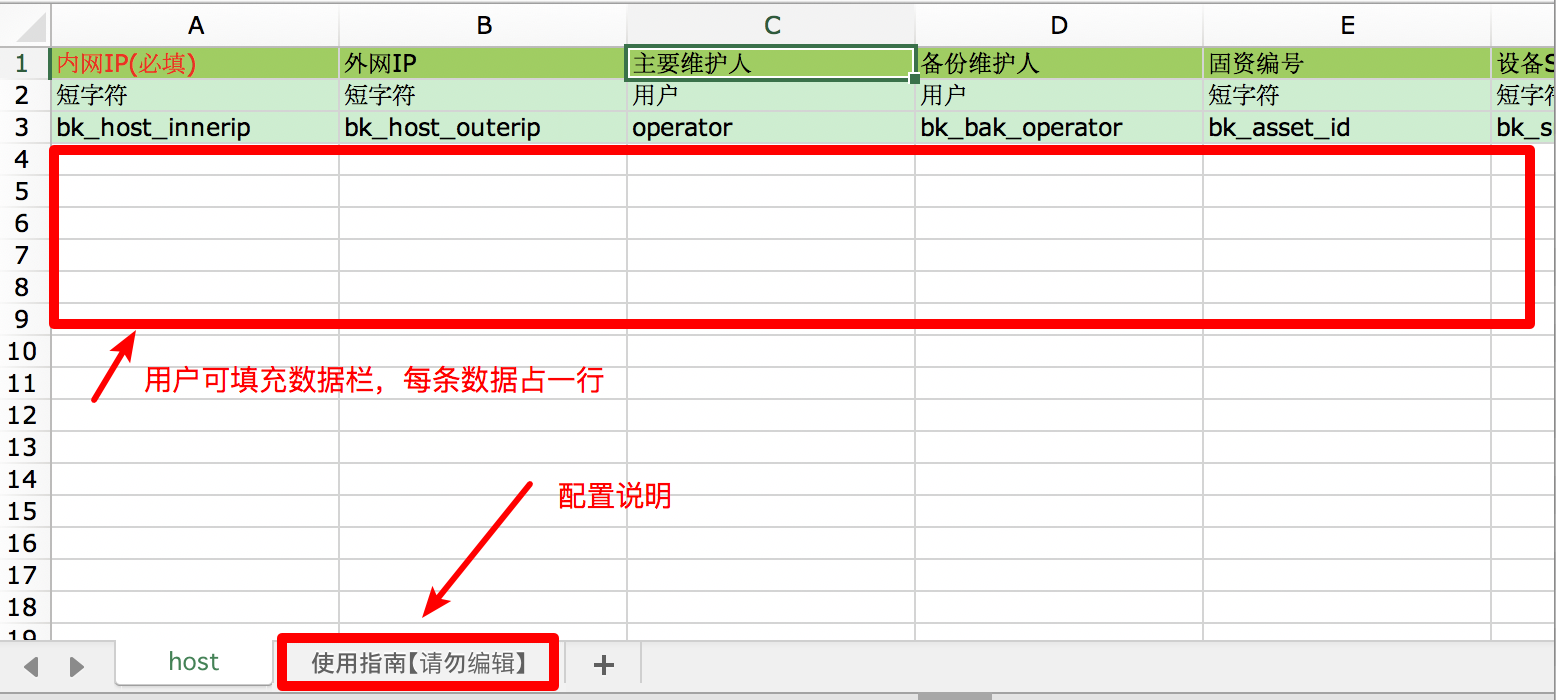 A B C D E
1 内网IP(必填) 外网IP 主要维护人 备份维护人 固资编号 设备S
2 短字符 短字符 用户 用户 短字符 短字符
3 bk_host_innerip bk_host_outerip operator bk_bak_operator bk_asset_id bk_s
4
5
6
7
8
9
10
用户可填充数据栏，每条数据占一行
11
12
13
14
配置说明
15
16
17
18
19
host 使用指南【请勿编辑】 +